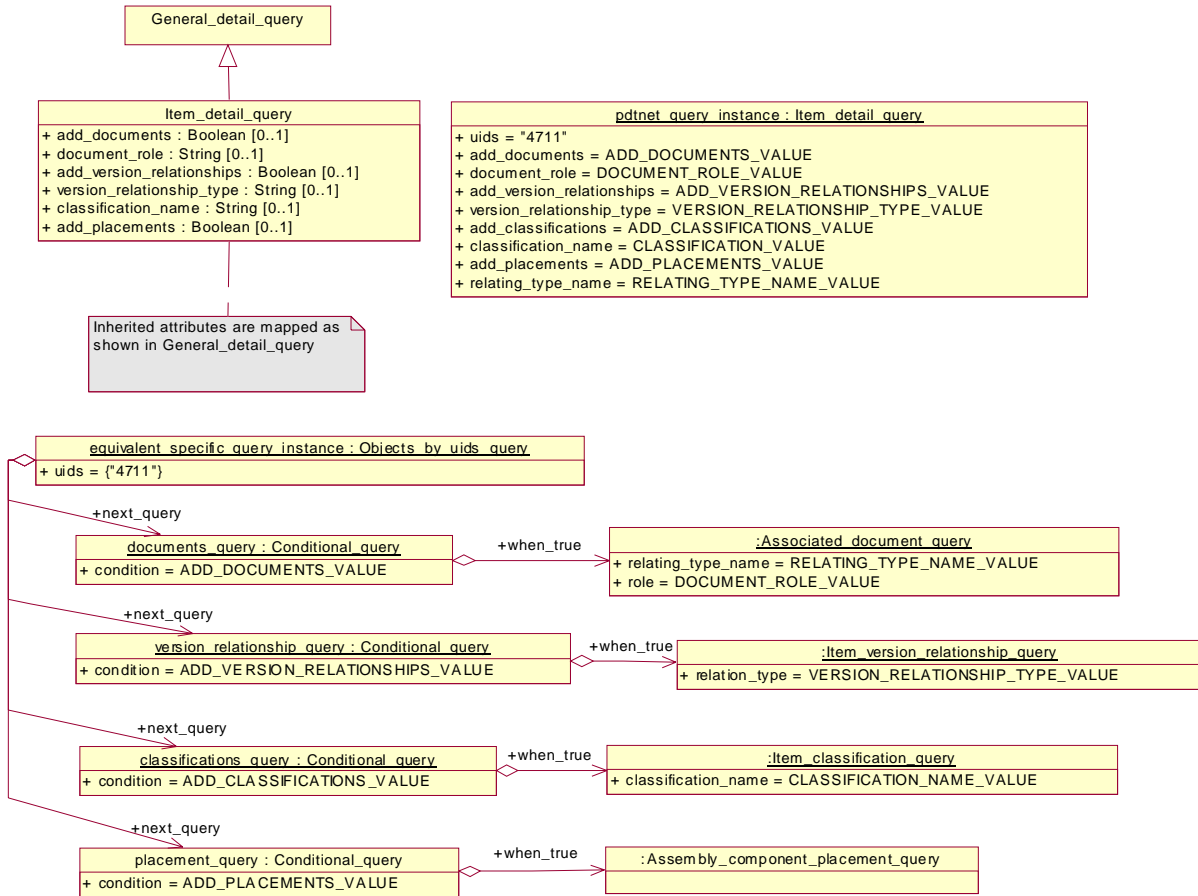 General_detail_query
Item_detail_query
+ add_documents : Boolean [0..1]
+ document_role : String [0..1]
+ add_version_relationships : Boolean [0..1]
+ version_relationship_type : String [0..1]
+ classification_name : String [0..1]
+ add_placements : Boolean [0..1]
pdtnet_query_instance : Item_detail_query
+ uids = "4711"
+ add_documents = ADD_DOCUMENTS_VALUE
+ document_role = DOCUMENT_ROLE_VALUE
+ add_version_relationships = ADD_VERSION_RELATIONSHIPS_VALUE
+ version_relationship_type = VERSION_RELATIONSHIP_TYPE_VALUE
+ add_classifications = ADD_CLASSIFICATIONS_VALUE
+ classification_name = CLASSIFICATION_VALUE
+ add_placements = ADD_PLACEMENTS_VALUE
+ relating_type_name = RELATING_TYPE_NAME_VALUE
Inherited attributes are mapped as
shown in General_detail_query
equivalent_specific_query_instance : Objects_by_uids_query
+ uids = {"4711"}
+next_query
documents_query : Conditional_query
+ condition = ADD_DOCUMENTS_VALUE
+when_true
:Associated_document_query
+ relating_type_name = RELATING_TYPE_NAME_VALUE
+ role = DOCUMENT_ROLE_VALUE
+next_query
version_relationship_query : Conditional_query
+ condition = ADD_VERSION_RELATIONSHIPS_VALUE
+when_true
:Item_version_relationship_query
+ relation_type = VERSION_RELATIONSHIP_TYPE_VALUE
+next_query
classifications_query : Conditional_query
+ condition = ADD_CLASSIFICATIONS_VALUE
+when_true
:Item_classification_query
+ classification_name = CLASSIFICATION_NAME_VALUE
+next_query
placement_query : Conditional_query
+ condition = ADD_PLACEMENTS_VALUE
+when_true
: Assembly_component_placement_query